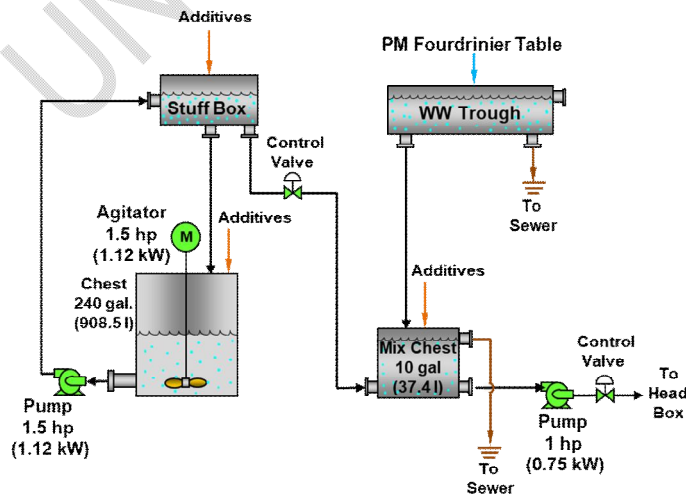 Additives
Stuff Box
PM Fourdrinier Table
WW Trough
Control
Valve
To
Sewer
Agitator
1.5 hp
(1.12 kW)
M
Additives
Chest
240 gal.
(908.5 l)
Pump
1.5 hp
(1.12 kW)
Additives
Mix Chest
10 gal
(37.4 l)
To
Sewer
Pump
1 hp
(0.75 kW)
Control
Valve
To
Head
Box
UN